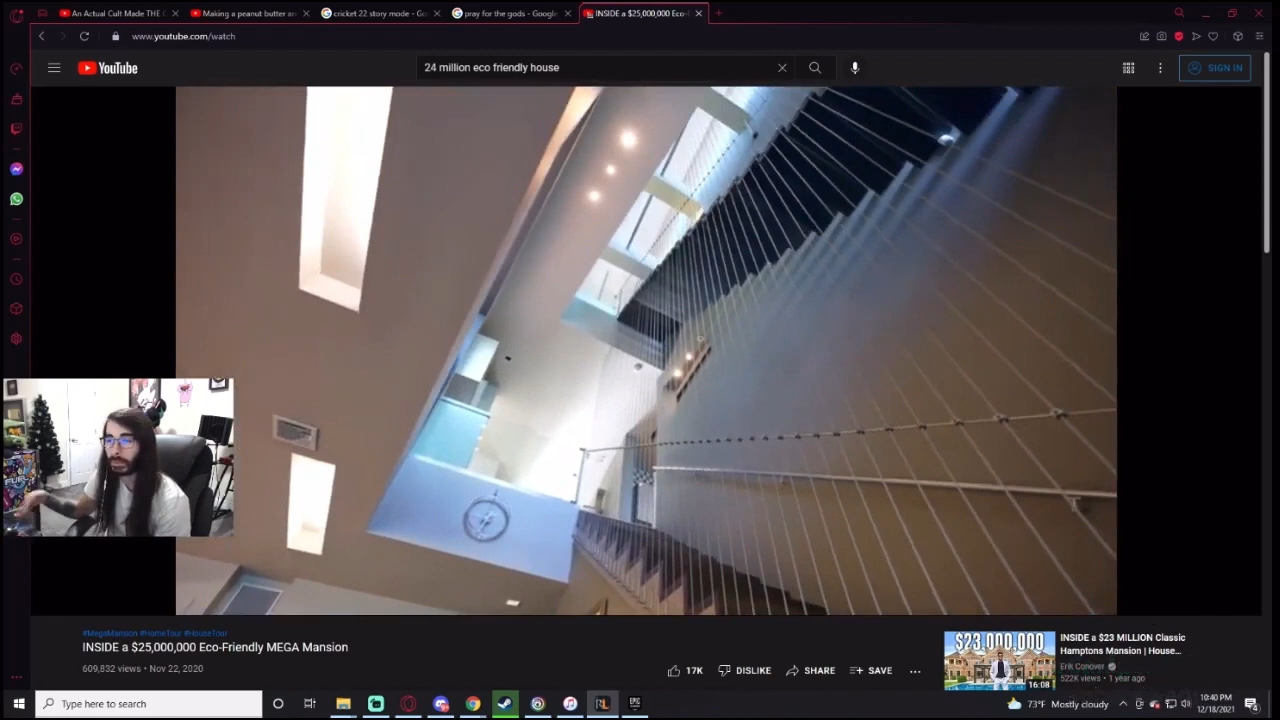 An Actual Cult Made THE C
Making a peanut butter an
cricket 22 story mode - Go
pray for the gods - Google
INSIDE a $25,000,000 Eco-F
www.youtube.com/watch
YouTube
24 million eco friendly house
SIGN IN
#MegaMansion #HomeTour #HouseTour
INSIDE a $25,000,000 Eco-Friendly MEGA Mansion
609,832 views • Nov 22, 2020
17K
DISLIKE
SHARE
SAVE
$23,000,000
16:08
INSIDE a $23 MILLION Classic
Hamptons Mansion | House...
Erik Conover
522K views • 1 year ago
Type here to search
73°F Mostly cloudy
10:40 PM
12/18/2021